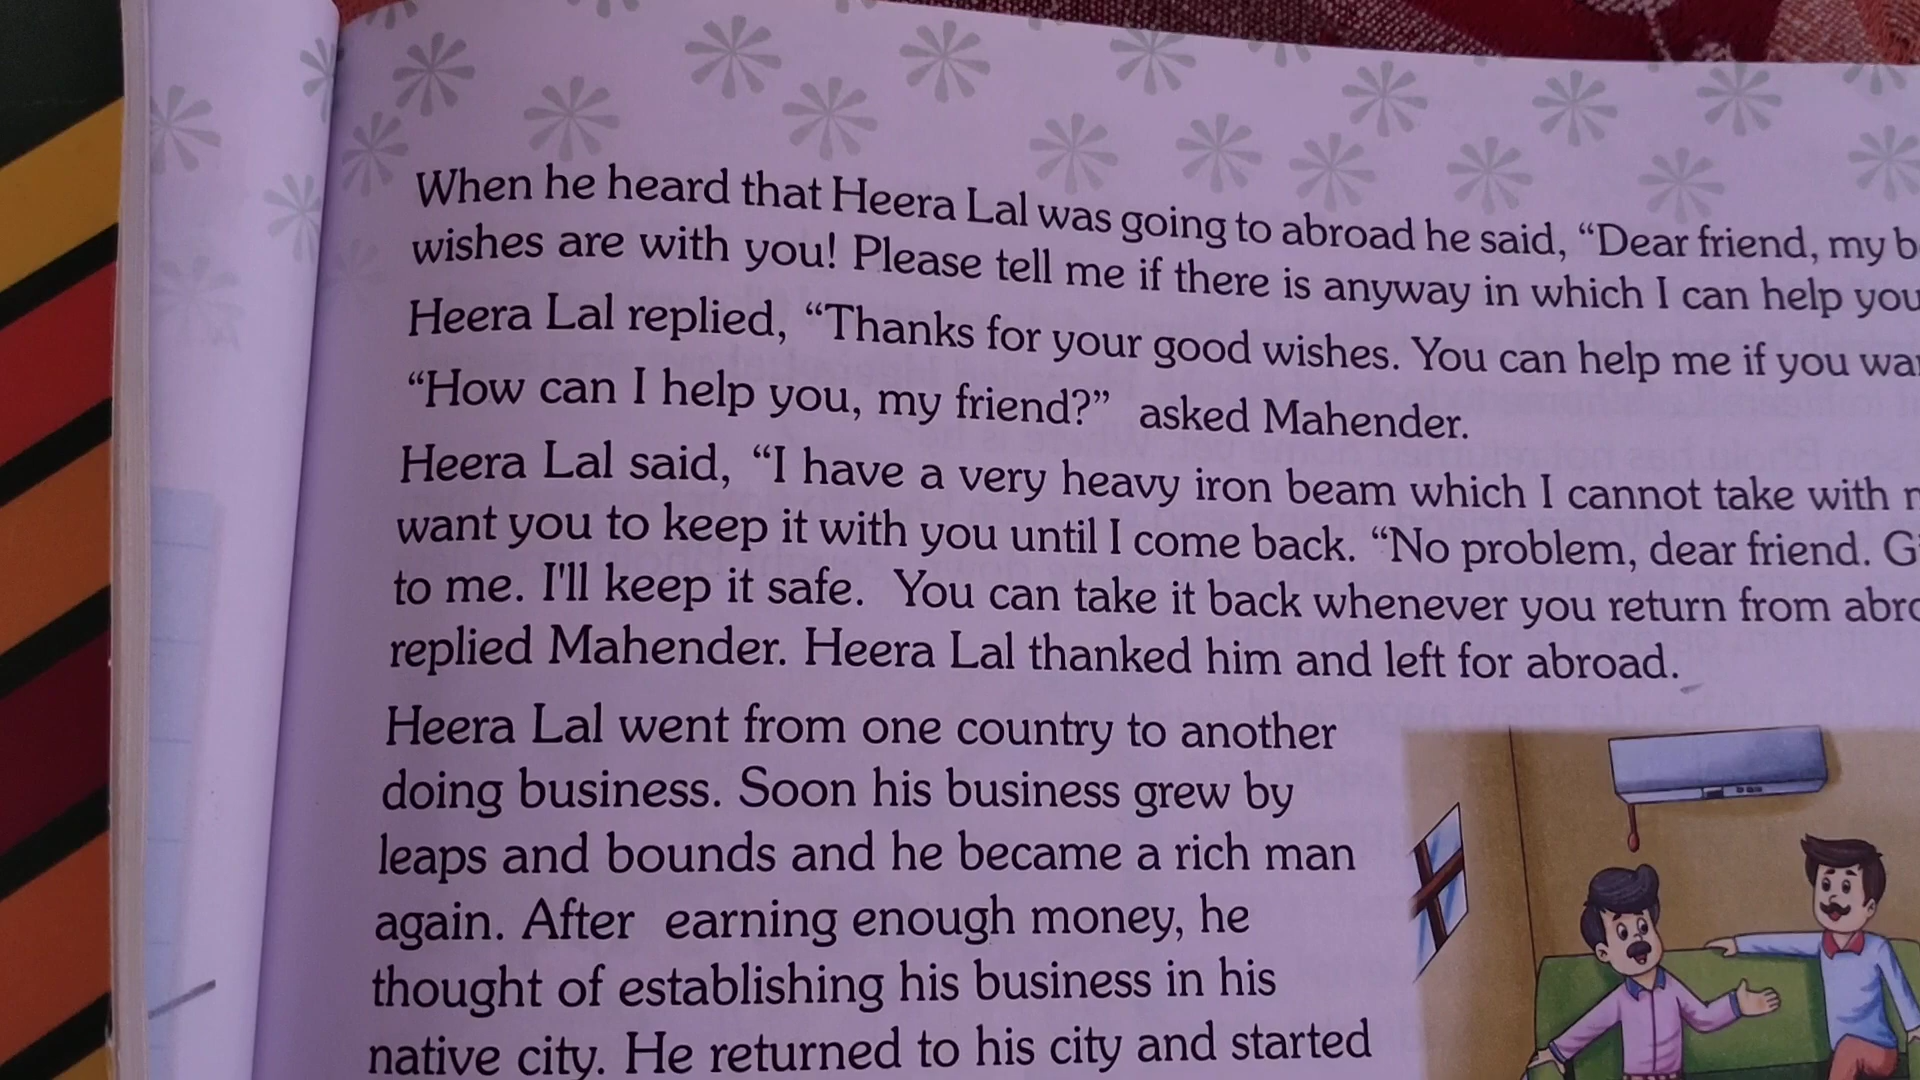 When he heard that Heera Lal was going to abroad he said, “Dear friend, my
wishes are with you! Please tell me if there is anyway in which I can help you
Heera Lal replied, “Thanks for your good wishes. You can help me if you
“How can I help you, my friend?” asked Mahender.
Heera Lal said, “I have a very heavy iron beam which I cannot take with
want you to keep it with you until I come back. “No problem, dear friend.
to me. I'll keep it safe. You can take it back whenever you return from
replied Mahender. Heera Lal thanked him and left for abroad.
Heera Lal went from one country to another
doing business. Soon his business grew by
leaps and bounds and he became a rich man
again. After earning enough money, he
thought of establishing his business in his
native city. He returned to his city and started